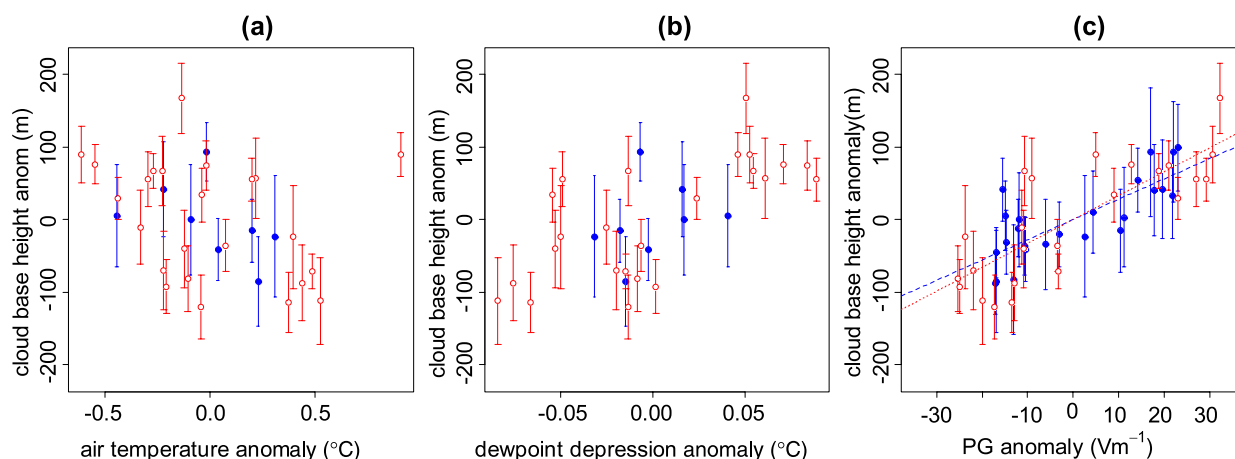 (a) (b) (c)
cloud base height anom (m)
200
100
0
-100
-200
-0.5 0.0 0.5
air temperature anomaly (°C)
cloud base height anom (m)
200
100
0
-100
-200
-0.05 0.00 0.05
dewpoint depression anomaly (°C)
cloud base height anomaly(m)
200
100
0
-100
-200
-30 -20 -10 0 10 20 30
PG anomaly (Vm⁻¹)